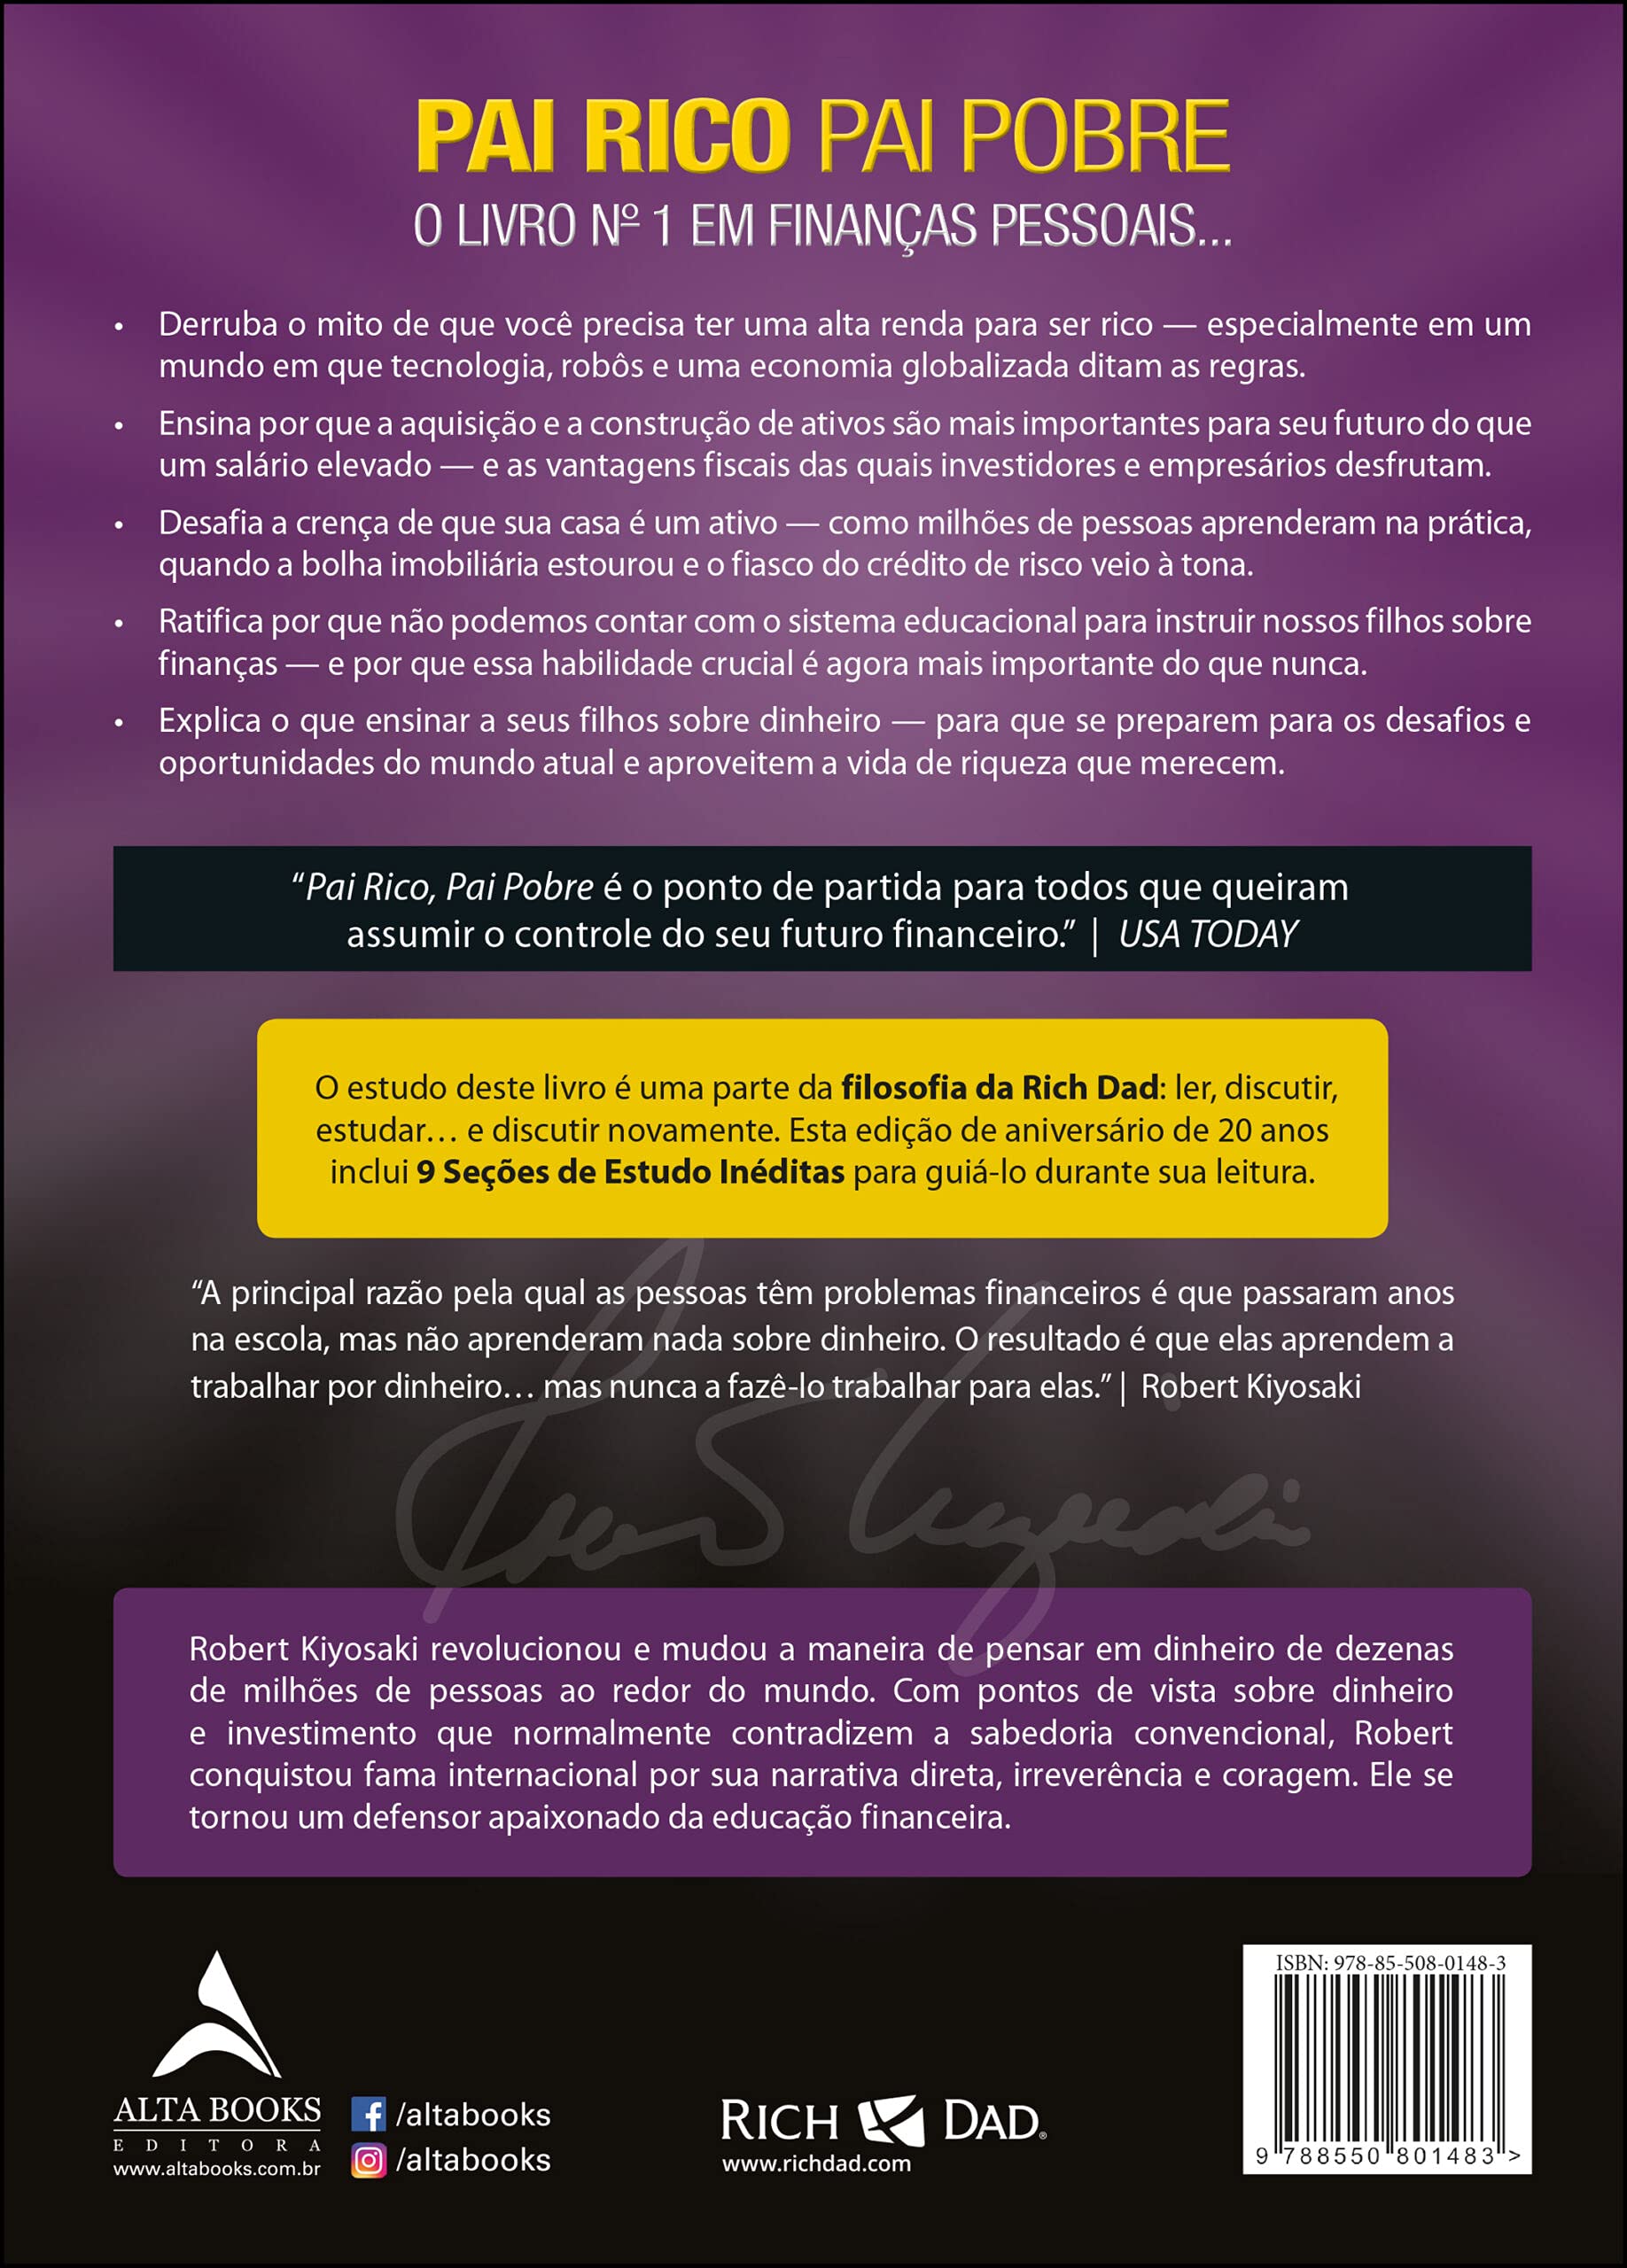 PAI RICO PAI POBRE
O LIVRO Nº 1 EM FINANÇAS PESSOAIS...
• Derruba o mito de que você precisa ter uma alta renda para ser rico — especialmente em um
mundo em que tecnologia, robôs e uma economia globalizada ditam as regras.
• Ensina por que a aquisição e a construção de ativos são mais importantes para seu futuro do que
um salário elevado — e as vantagens fiscais das quais investidores e empresários desfrutam.
• Desafia a crença de que sua casa é um ativo — como milhões de pessoas aprenderam na prática,
quando a bolha imobiliária estourou e o fiasco do crédito de risco veio à tona.
• Ratifica por que não podemos contar com o sistema educacional para instruir nossos filhos sobre
finanças — e por que essa habilidade crucial é agora mais importante do que nunca.
• Explica o que ensinar a seus filhos sobre dinheiro — para que se preparem para os desafios e
oportunidades do mundo atual e aproveitem a vida de riqueza que merecem.
“Pai Rico, Pai Pobre é o ponto de partida para todos que queiram
assumir o controle do seu futuro financeiro.” | USA TODAY
O estudo deste livro é uma parte da filosofia da Rich Dad: ler, discutir,
estudar… e discutir novamente. Esta edição de aniversário de 20 anos
inclui 9 Seções de Estudo Inéditas para guiá-lo durante sua leitura.
“A principal razão pela qual as pessoas têm problemas financeiros é que passaram anos
na escola, mas não aprenderam nada sobre dinheiro. O resultado é que elas aprendem a
trabalhar por dinheiro… mas nunca a fazê-lo trabalhar para elas.” | Robert Kiyosaki
Robert Kiyosaki revolucionou e mudou a maneira de pensar em dinheiro de dezenas
de milhões de pessoas ao redor do mundo. Com pontos de vista sobre dinheiro
e investimento que normalmente contradizem a sabedoria convencional, Robert
conquistou fama internacional por sua narrativa direta, irreverência e coragem. Ele se
tornou um defensor apaixonado da educação financeira.
ALTA BOOKS
EDITORA
www.altabooks.com.br
/altabooks
/altabooks
RICH DAD®
www.richdad.com
ISBN: 978-85-508-0148-3
9 788550 801483 >